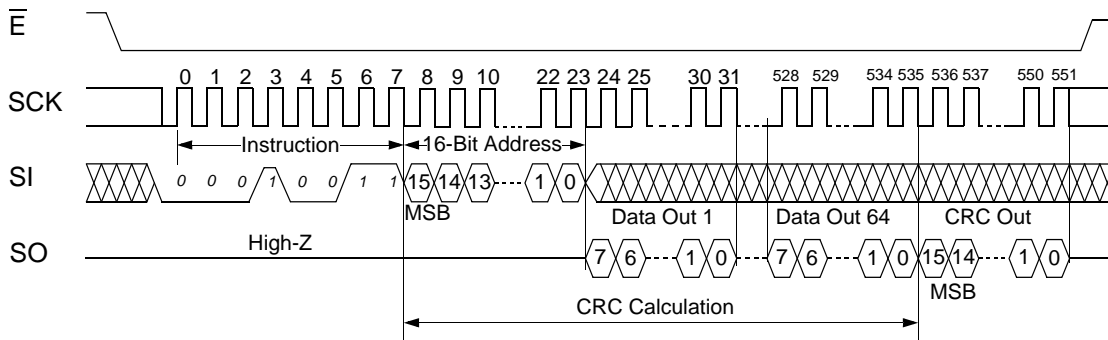 E
SCK
0 1 2 3 4 5 6 7 8 9 10 22 23 24 25 30 31 528 529 534 535 536 537 550 551
Instruction 16-Bit Address
SI
0 0 0 1 0 0 1 1 15 14 13 1 0
MSB Data Out 1 Data Out 64 CRC Out
High-Z
SO
7 6 1 0 7 6 1 0 15 14 1 0
MSB
CRC Calculation